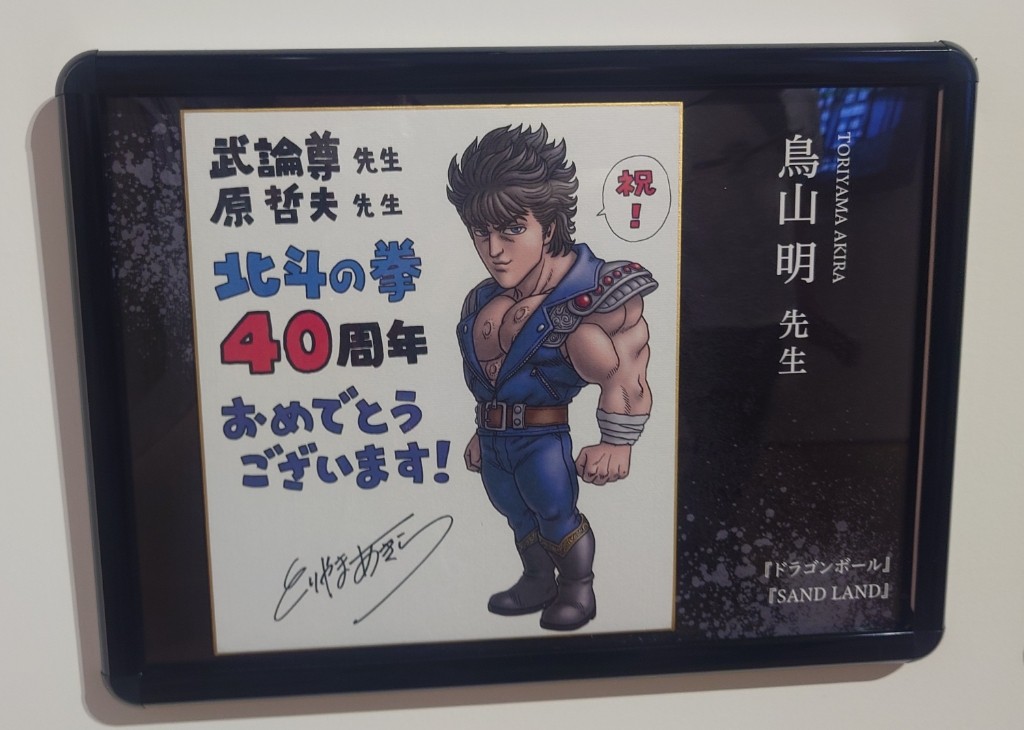 武論尊 先生
原哲夫 先生
北斗の拳
40周年
おめでとう
ございます!
祝
!
とりやまあきら
鳥山明 先生
TORIYAMA AKIRA
『ドラゴンボール』
『SAND LAND』